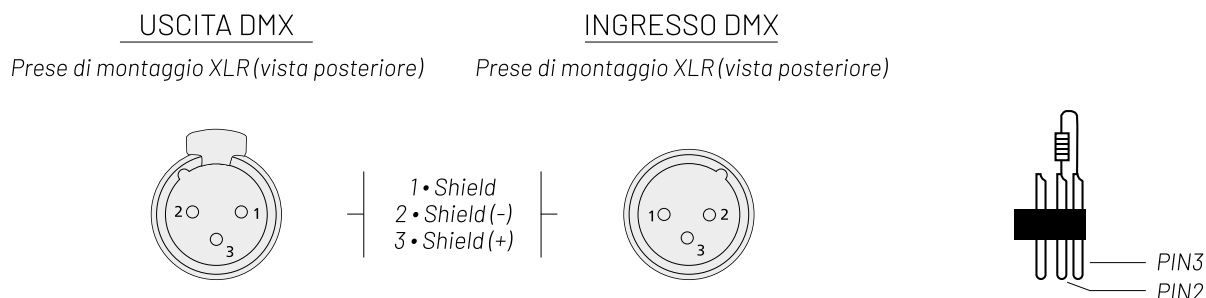 USCITA DMX
Prese di montaggio XLR (vista posteriore)
2
1
3
1 • Shield
2 • Shield (-)
3 • Shield (+)
INGRESSO DMX
Prese di montaggio XLR (vista posteriore)
1
2
3
PIN3
PIN2